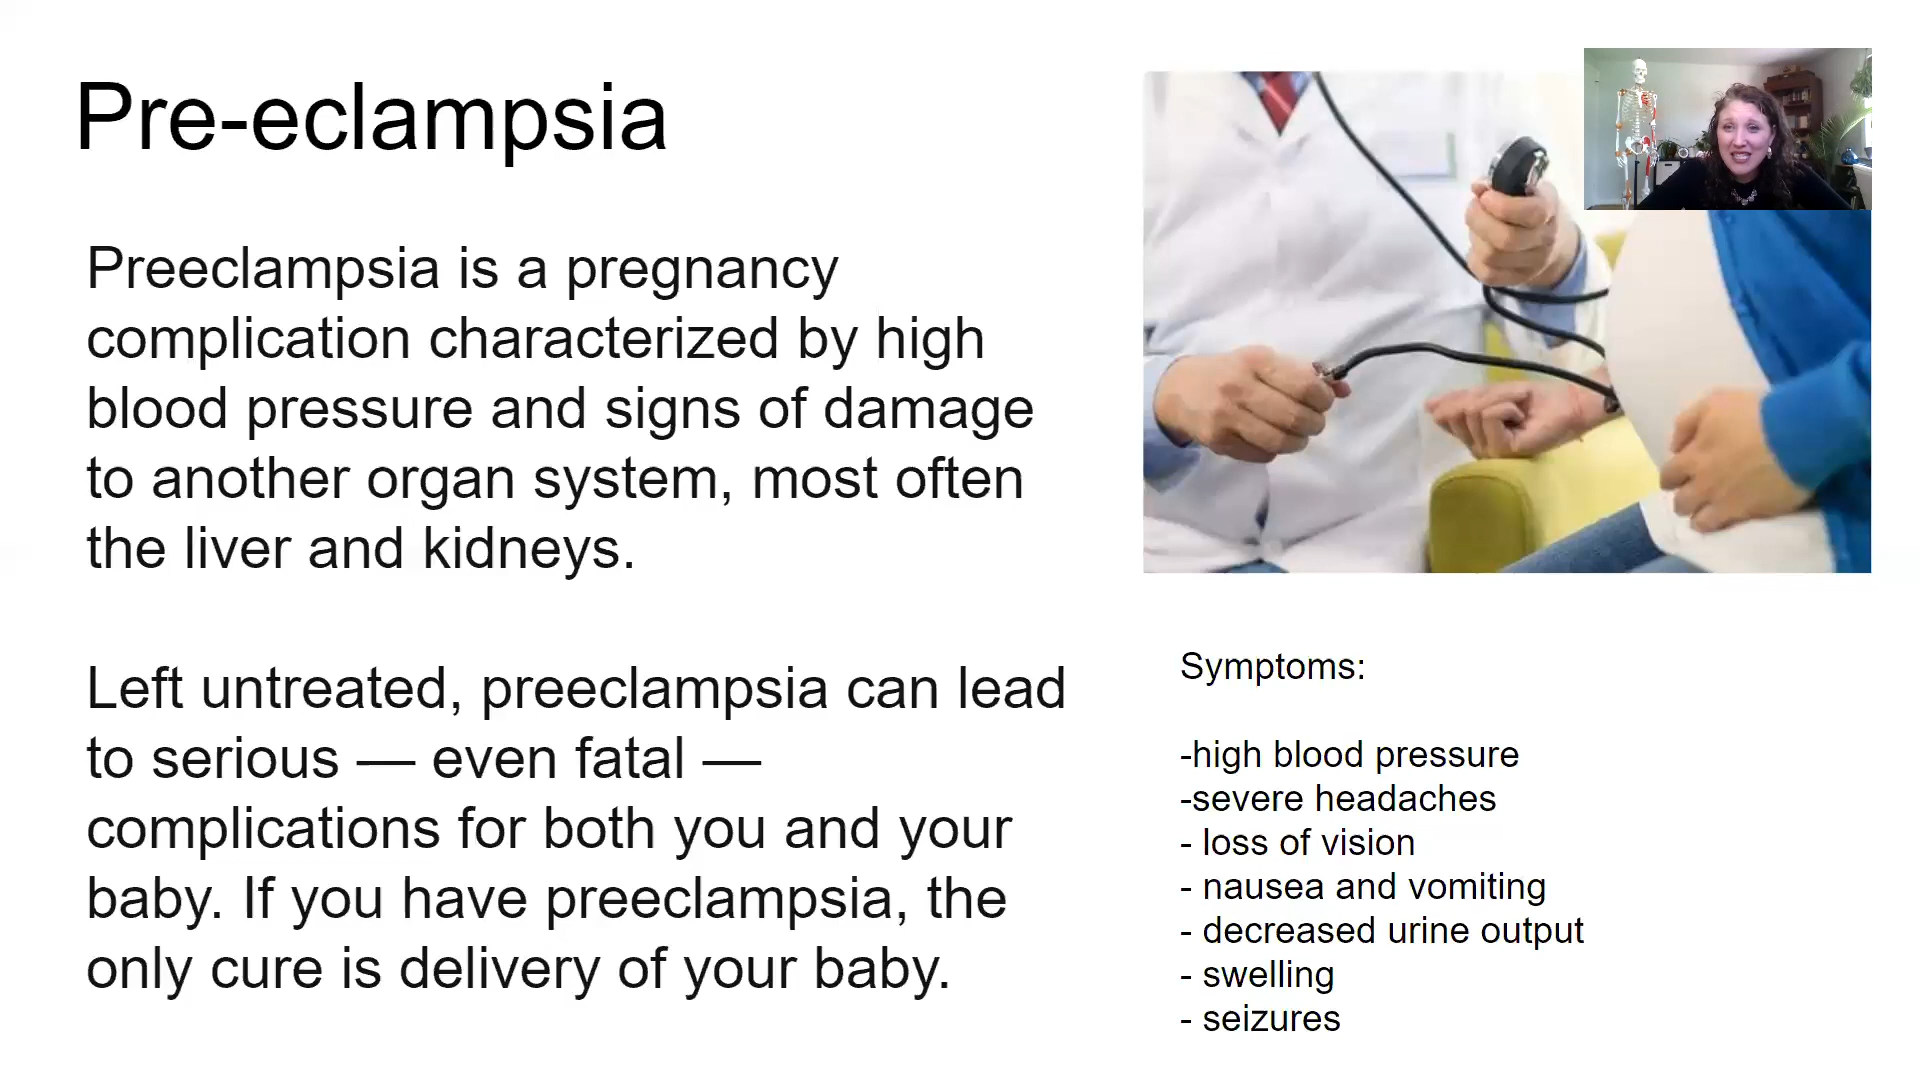 Pre-eclampsia
Preeclampsia is a pregnancy
complication characterized by high
blood pressure and signs of damage
to another organ system, most often
the liver and kidneys.
Left untreated, preeclampsia can lead
to serious — even fatal —
complications for both you and your
baby. If you have preeclampsia, the
only cure is delivery of your baby.
Symptoms:
-high blood pressure
-severe headaches
- loss of vision
- nausea and vomiting
- decreased urine output
- swelling
- seizures